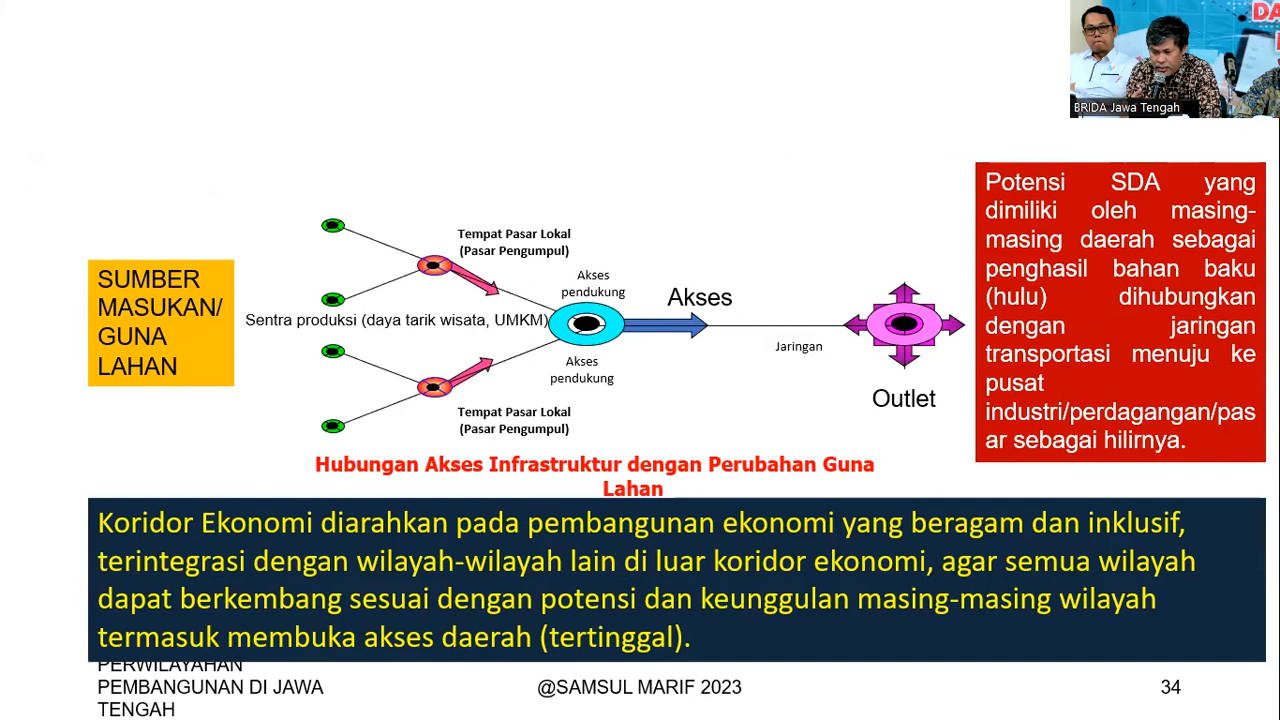 DA
BRIDA Jawa Tengah
Potensi SDA yang
dimiliki oleh masing-
masing daerah sebagai
penghasil bahan baku
(hulu) dihubungkan
dengan jaringan
transportasi menuju ke
pusat
industri/perdagangan/pas
ar sebagai hilirnya.
SUMBER
MASUKAN/
GUNA
LAHAN
Tempat Pasar Lokal
(Pasar Pengumpul)
Akses
pendukung
Akses
Sentra produksi (daya tarik wisata, UMKM)
Jaringan
Akses
pendukung
Outlet
Tempat Pasar Lokal
(Pasar Pengumpul)
Hubungan Akses Infrastruktur dengan Perubahan Guna
Lahan
Koridor Ekonomi diarahkan pada pembangunan ekonomi yang beragam dan inklusif,
terintegrasi dengan wilayah-wilayah lain di luar koridor ekonomi, agar semua wilayah
dapat berkembang sesuai dengan potensi dan keunggulan masing-masing wilayah
termasuk membuka akses daerah (tertinggal).
PERWILAYAHAN
PEMBANGUNAN DI JAWA
TENGAH
@SAMSUL MARIF 2023
34